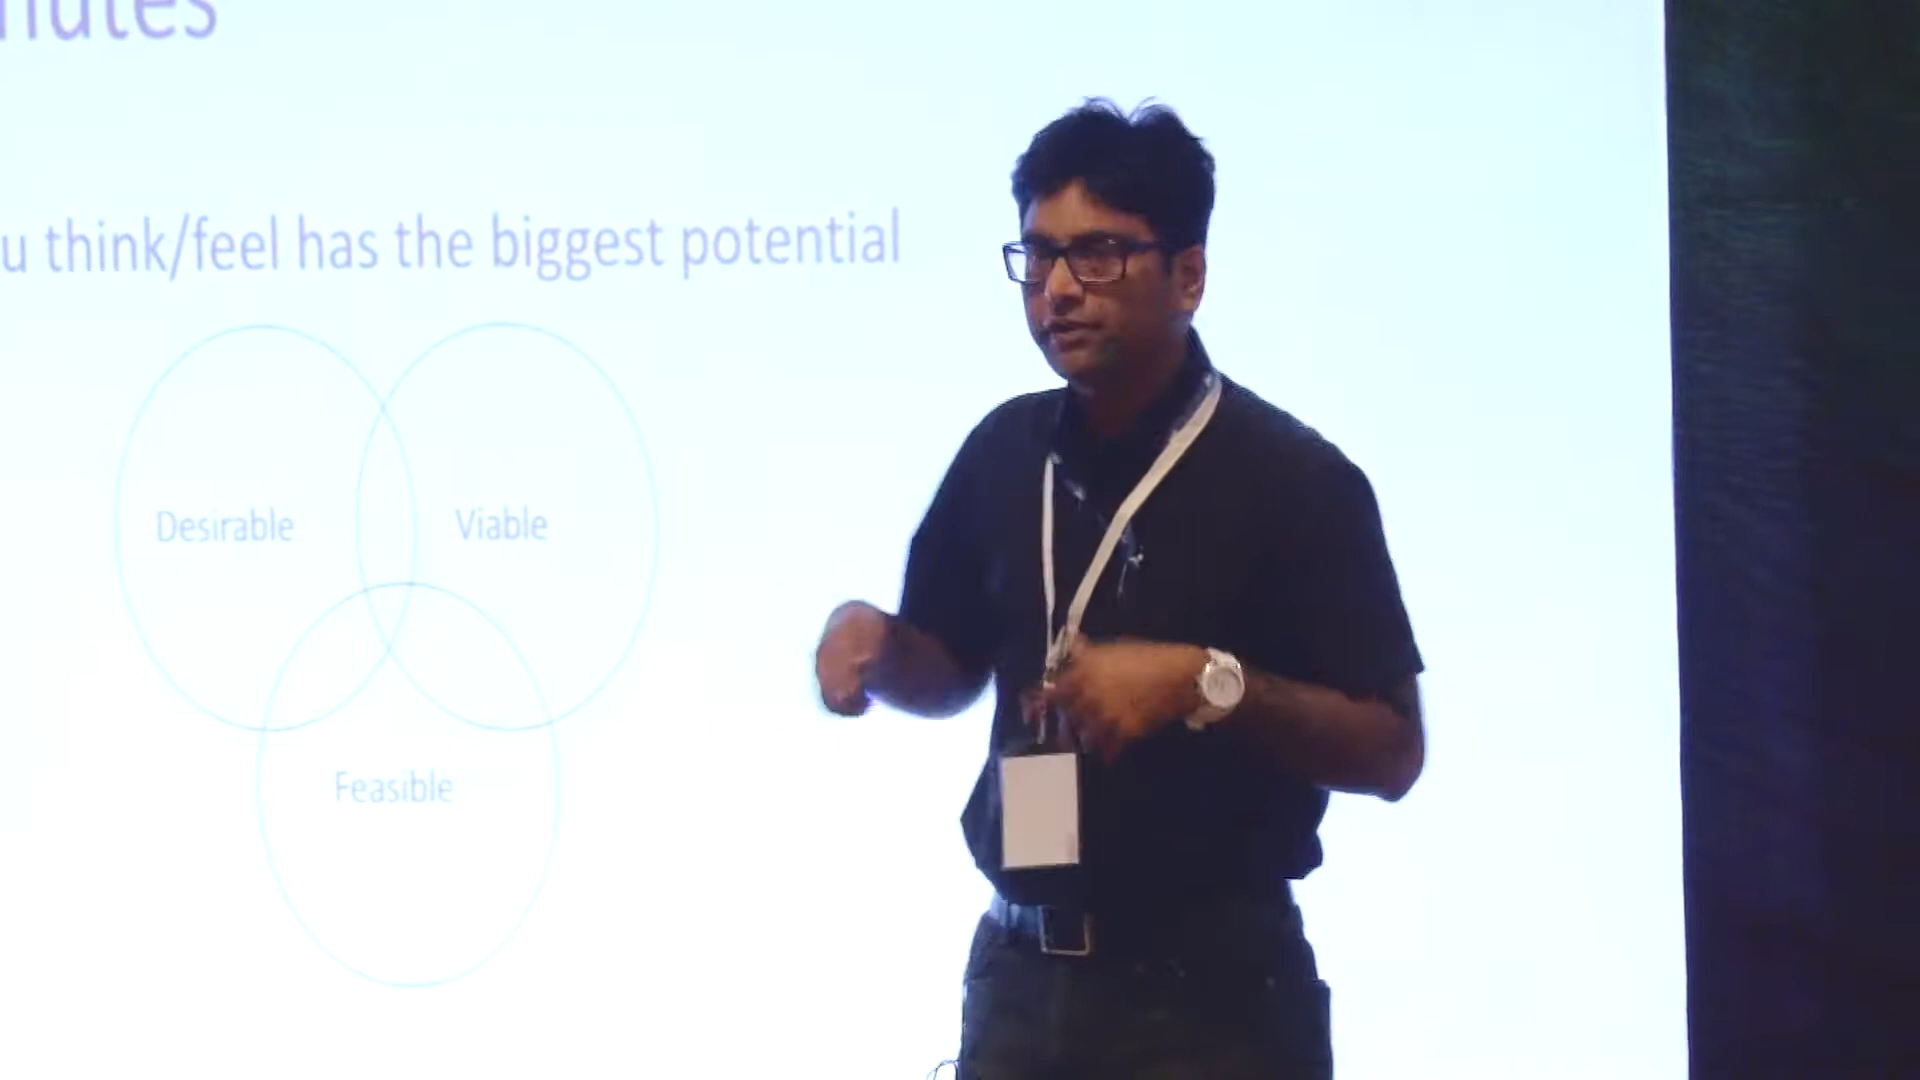 u think/feel has the biggest potential
Desirable
Viable
Feasible